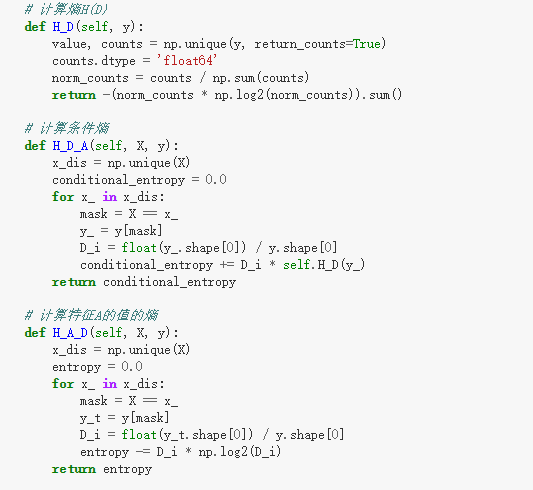 # 计算熵H(D)
def H_D(self, y):
    value, counts = np.unique(y, return_counts=True)
    counts.dtype = 'float64'
    norm_counts = counts / np.sum(counts)
    return -(norm_counts * np.log2(norm_counts)).sum()

# 计算条件熵
def H_D_A(self, X, y):
    x_dis = np.unique(X)
    conditional_entropy = 0.0
    for x_ in x_dis:
        mask = X == x_
        y_ = y[mask]
        D_i = float(y_.shape[0]) / y.shape[0]
        conditional_entropy += D_i * self.H_D(y_)
    return conditional_entropy

# 计算特征A的值的熵
def H_A_D(self, X, y):
    x_dis = np.unique(X)
    entropy = 0.0
    for x_ in x_dis:
        mask = X == x_
        y_t = y[mask]
        D_i = float(y_t.shape[0]) / y.shape[0]
        entropy -= D_i * np.log2(D_i)
    return entropy